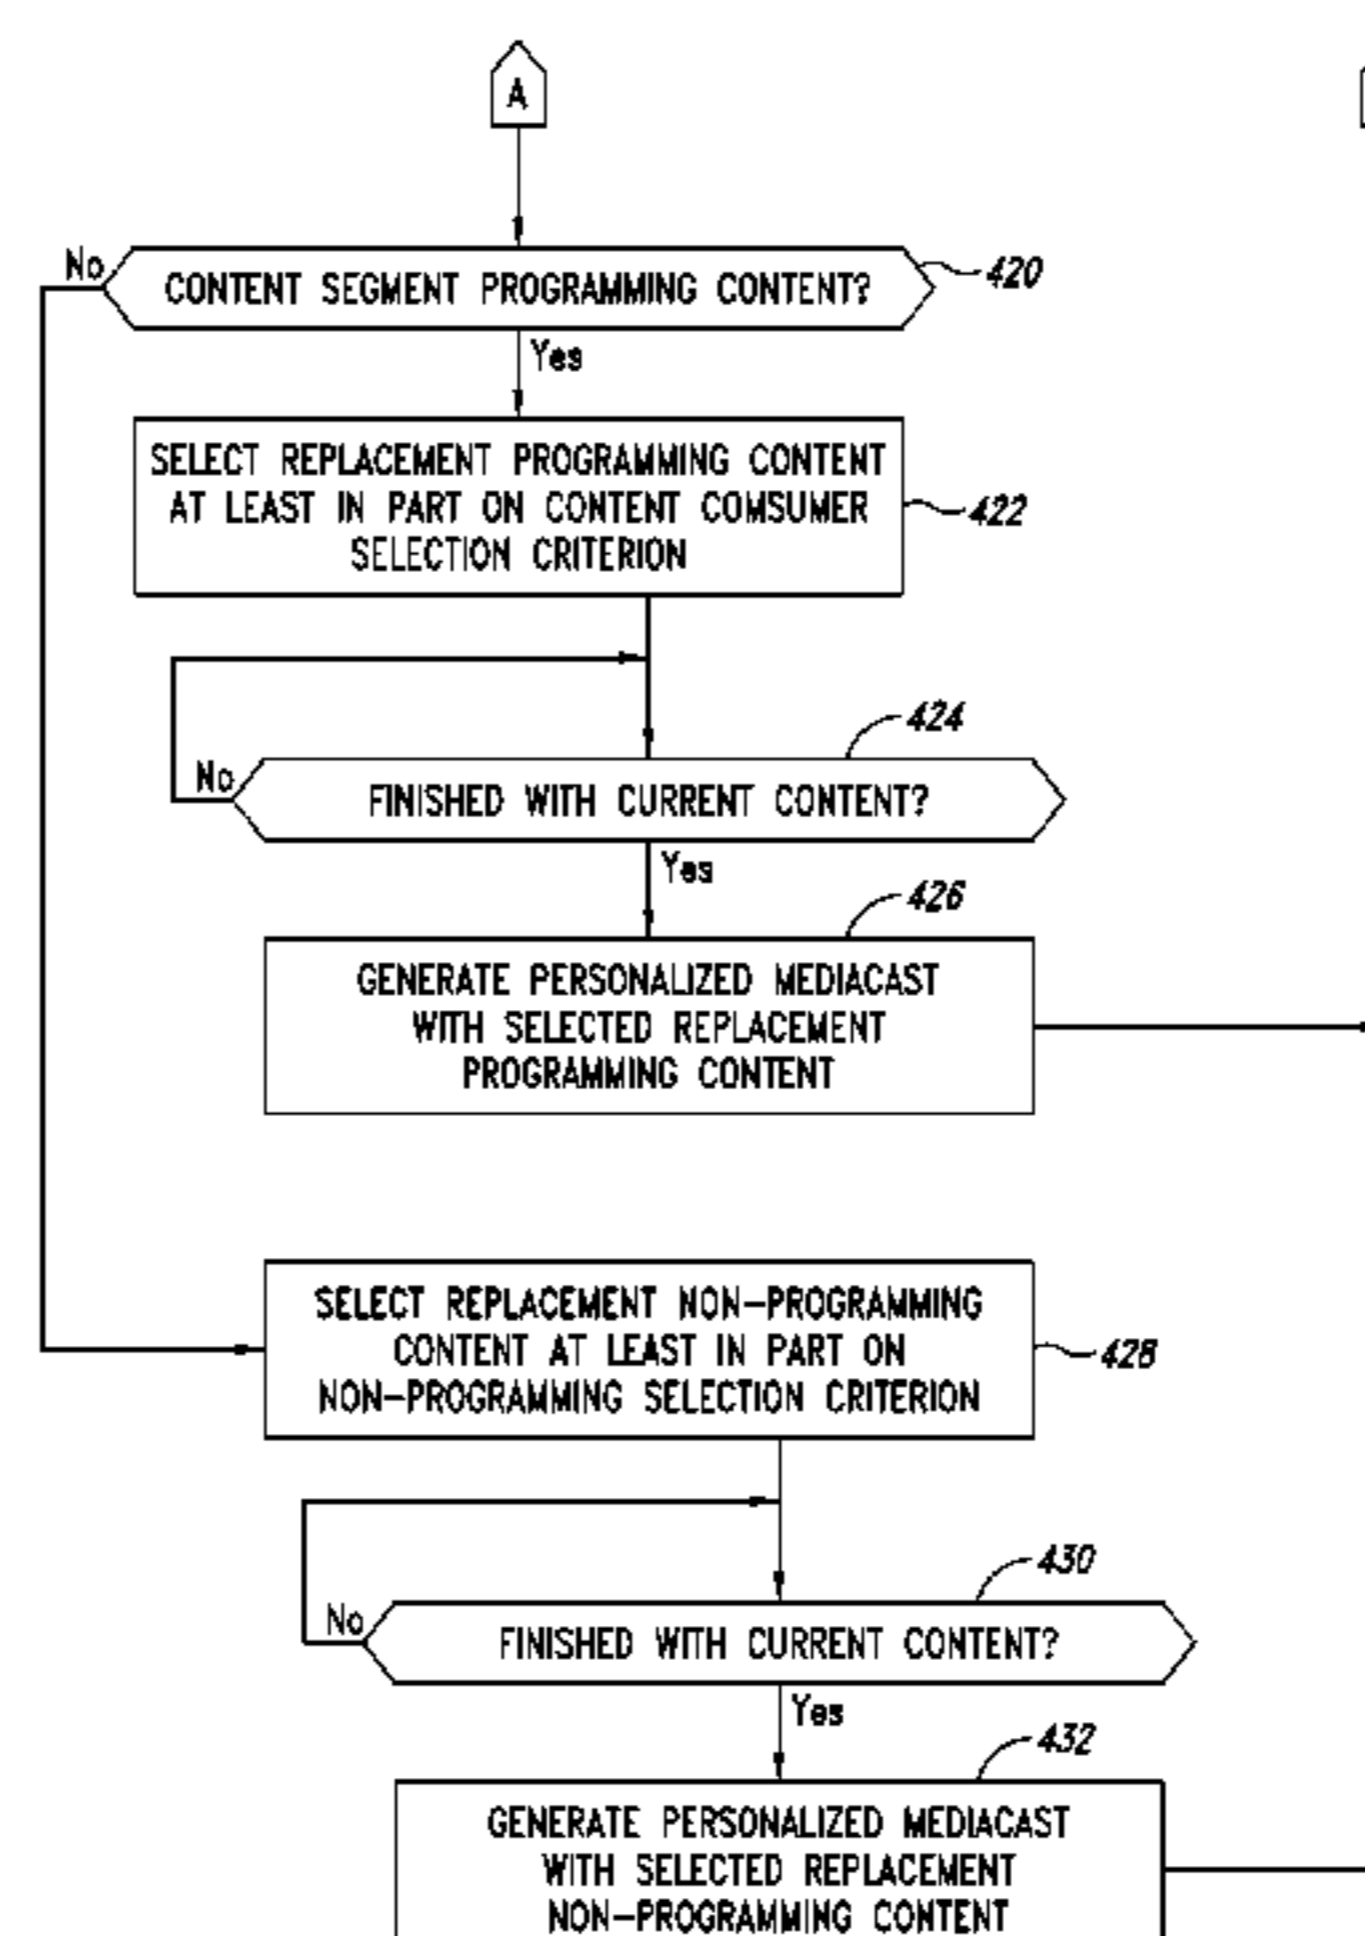 A
No
CONTENT SEGMENT PROGRAMMING CONTENT?
420
Yes
SELECT REPLACEMENT PROGRAMMING CONTENT
AT LEAST IN PART ON CONTENT COMSUMER
SELECTION CRITERION
422
424
No
FINISHED WITH CURRENT CONTENT?
Yes
426
GENERATE PERSONALIZED MEDIACAST
WITH SELECTED REPLACEMENT
PROGRAMMING CONTENT
SELECT REPLACEMENT NON-PROGRAMMING
CONTENT AT LEAST IN PART ON
NON-PROGRAMMING SELECTION CRITERION
428
430
No
FINISHED WITH CURRENT CONTENT?
Yes
432
GENERATE PERSONALIZED MEDIACAST
WITH SELECTED REPLACEMENT
NON-PROGRAMMING CONTENT